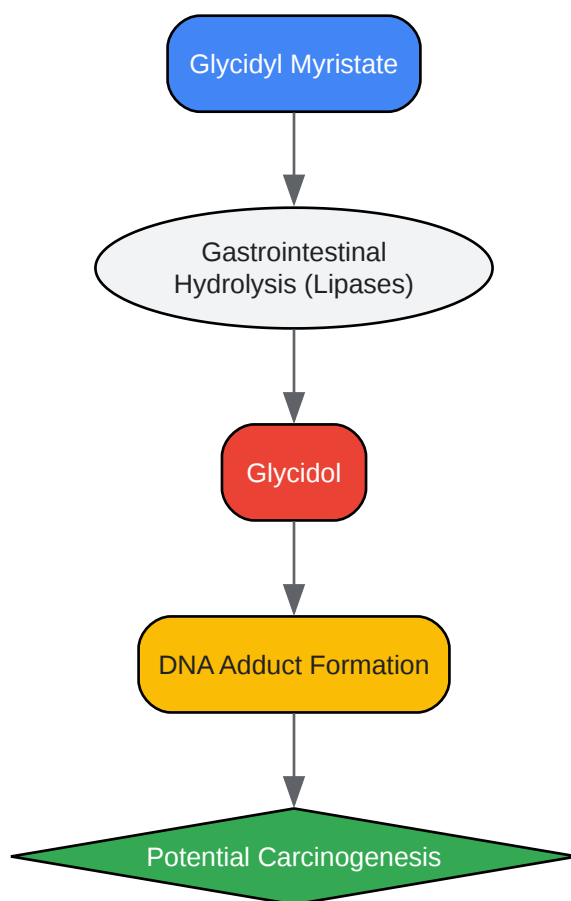 Glycidyl Myristate
Gastrointestinal
Hydrolysis (Lipases)
Glycidol
DNA Adduct Formation
Potential Carcinogenesis